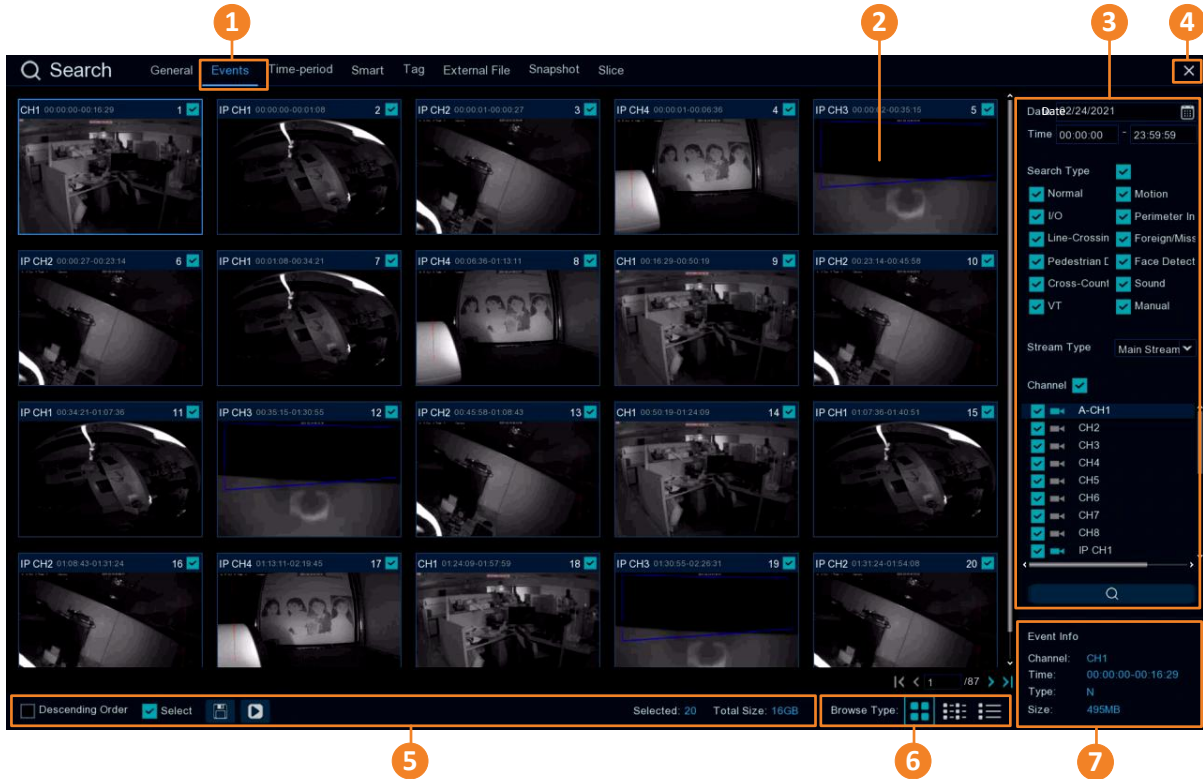 1 2 3 4
Search General Events Time-period Smart Tag External File Snapshot Slice
CH1 00:00:00-00:16:29 1 IP CH1 00:00:00-00:01:08 2 IP CH2 00:00:01-00:00:27 3 IP CH4 00:00:01-00:06:36 4 IP CH3 00:00:02-00:35:15 5
Date 02/24/2021
Time 00:00:00 - 23:59:59
Search Type
Normal Motion
I/O Perimeter In
Line-Crossin Foreign/Miss
IP CH2 00:00:27-00:23:14 6 IP CH1 00:01:08-00:34:21 7 IP CH4 00:06:36-01:13:11 8 CH1 00:16:29-00:50:19 9 IP CH2 00:23:14-00:45:58 10
Pedestrian D Face Detect
Cross-Count Sound
VT Manual
Stream Type Main Stream
Channel
IP CH1 00:34:21-01:07:36 11 IP CH3 00:35:15-01:30:55 12 IP CH2 00:45:58-01:08:43 13 CH1 00:50:19-01:24:09 14 IP CH1 01:07:36-01:40:51 15
A-CH1
CH2
CH3
CH4
CH5
CH6
CH7
CH8
IP CH1
IP CH2 01:08:43-01:31:24 16 IP CH4 01:13:11-02:19:45 17 CH1 01:24:09-01:57:59 18 IP CH3 01:30:55-02:26:31 19 IP CH2 01:31:24-01:54:08 20
1 /87
Event Info
Channel: CH1
Time: 00:00:00-00:16:29
Type: N
Size: 495MB
Descending Order Select Selected: 20 Total Size: 16GB Browse Type:
5 6 7